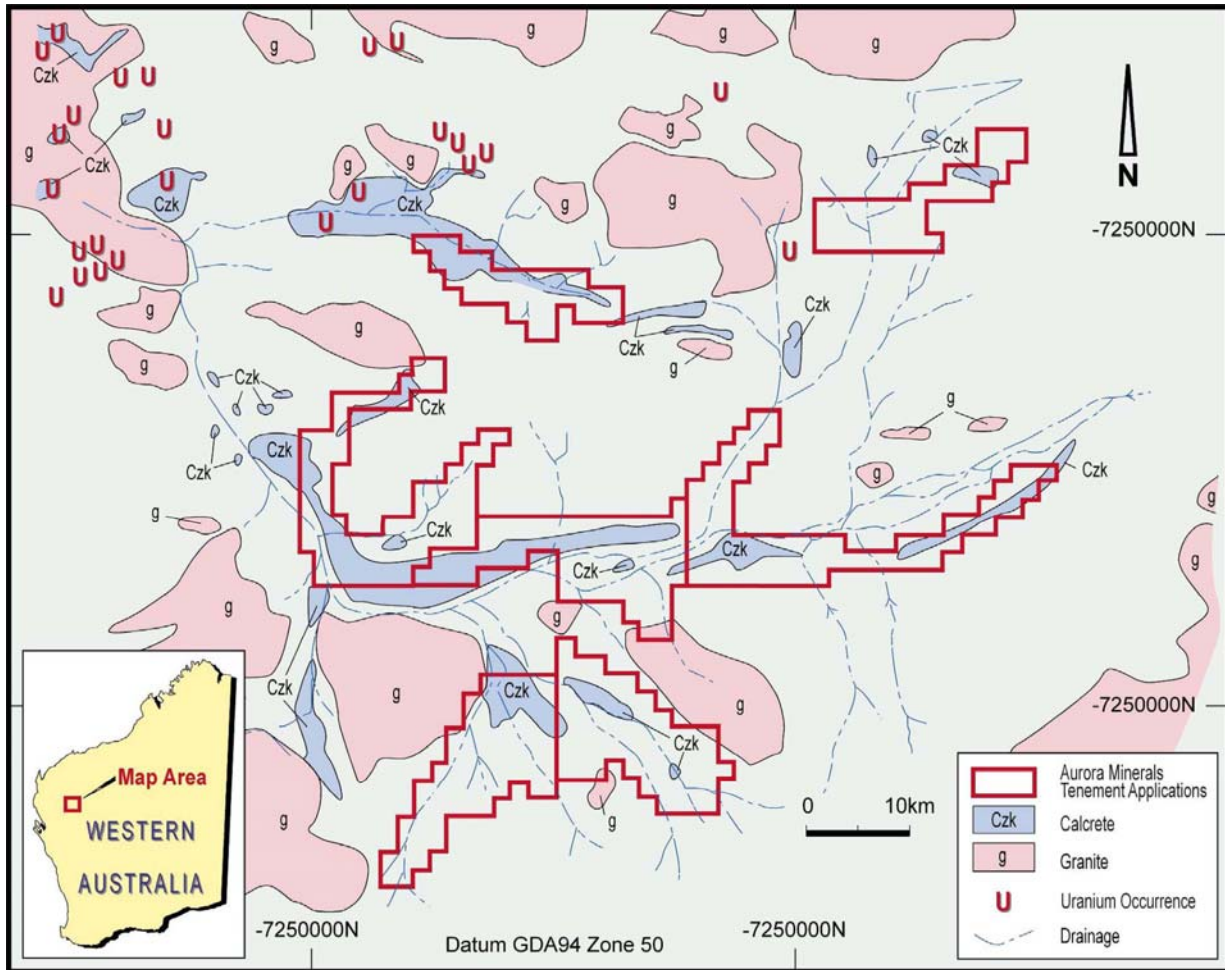 U
U
Czk
U
U
g
U
U
g
g
g
U
U
U
U
Czk
U
g
U
U
U
U
U
U
g
g
g
g
Czk
U
Czk
U
Czk
U
g
g
Czk
N
U
U
U
U
U
U
U
-7250000N
g
g
g
Czk
Czk
g
Czk
Czk
Czk
Czk
g
g
Czk
Czk
g
Czk
g
Czk
Czk
g
g
g
g
Czk
g
Czk
g
Czk
g
g
-7250000N
Map Area
WESTERN
AUSTRALIA
0 10km
Aurora Minerals
Tenement Applications
Czk Calcrete
g Granite
U Uranium Occurrence
Drainage
-7250000N
Datum GDA94 Zone 50
-7250000N